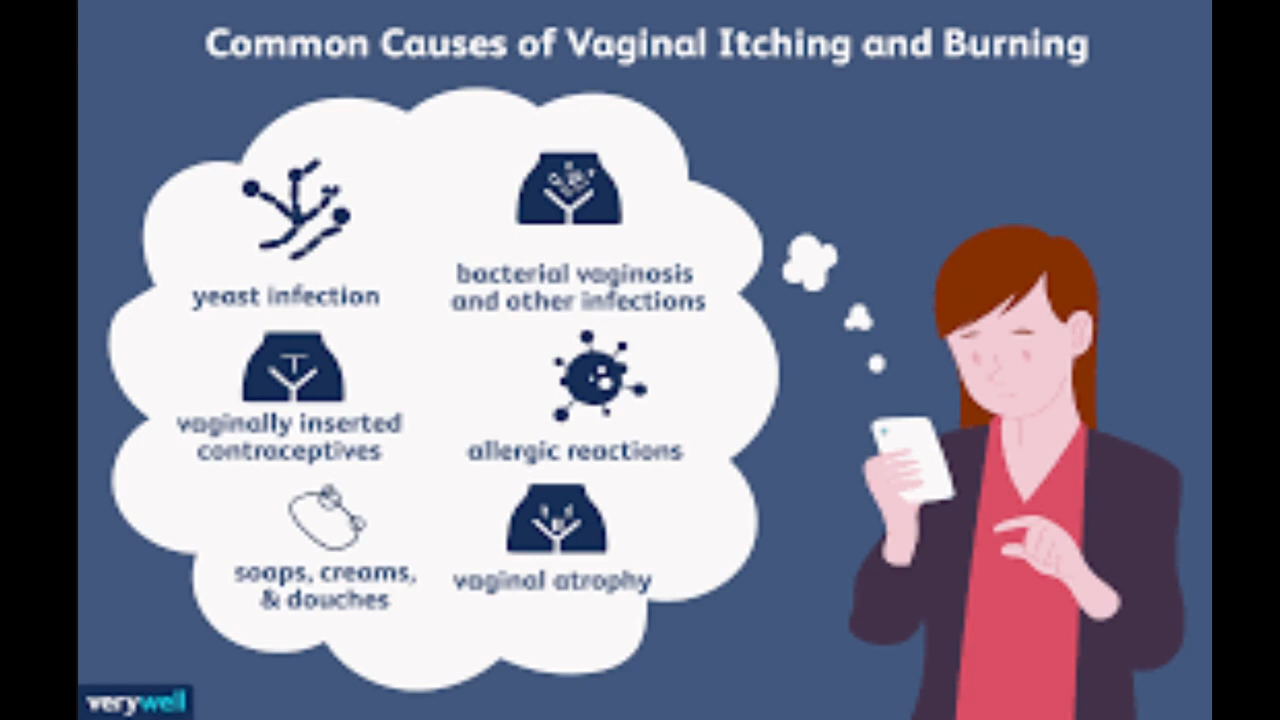 Common Causes of Vaginal Itching and Burning
yeast infection
bacterial vaginosis
and other infections
vaginally inserted
contraceptives
allergic reactions
soaps, creams,
& douches
vaginal atrophy
verywell